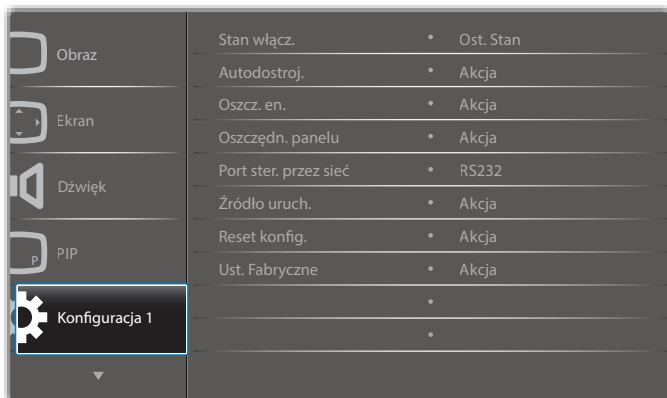 Obraz
Ekran
Dźwięk
P
PIP
Konfiguracja 1
Stan włącz. • Ost. Stan
Autodostroj. • Akcja
Oszcz. en. • Akcja
Oszczędn. panelu • Akcja
Port ster. przez sieć • RS232
Źródło uruch. • Akcja
Reset konfig. • Akcja
Ust. Fabryczne • Akcja